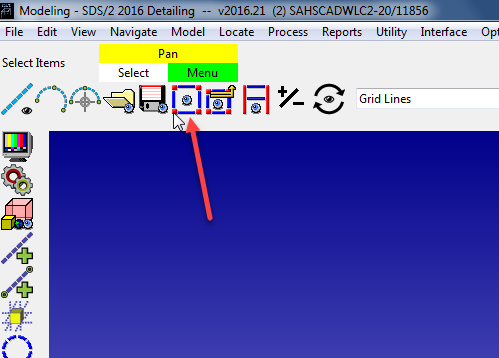 Modeling - SDS/2 2016 Detailing -- v2016.21 (2) SAHSCADWLC2-20/11856
File Edit View Navigate Model Locate Process Reports Utility Interface Opt
Pan
Select Items
Select Menu
Grid Lines